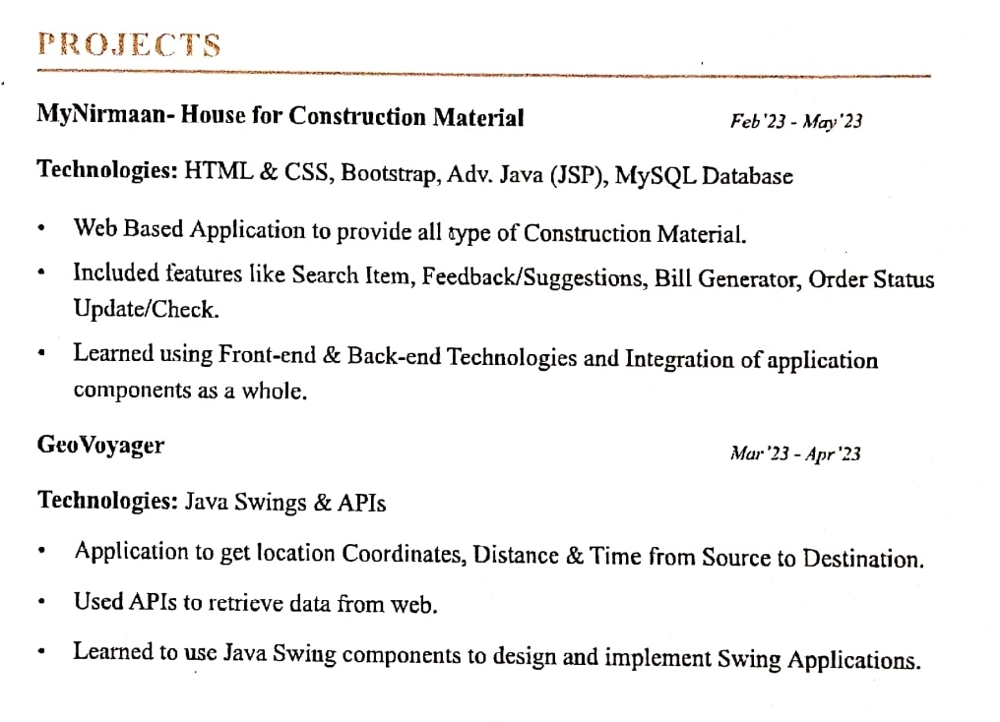 PROJECTS
MyNirmaan- House for Construction Material
Feb'23 - May'23
Technologies: HTML & CSS, Bootstrap, Adv. Java (JSP), MySQL Database
• Web Based Application to provide all type of Construction Material.
• Included features like Search Item, Feedback/Suggestions, Bill Generator, Order Status
Update/Check.
• Learned using Front-end & Back-end Technologies and Integration of application
components as a whole.
GeoVoyager
Mar'23 - Apr'23
Technologies: Java Swings & APIs
• Application to get location Coordinates, Distance & Time from Source to Destination.
• Used APIs to retrieve data from web.
• Learned to use Java Swing components to design and implement Swing Applications.